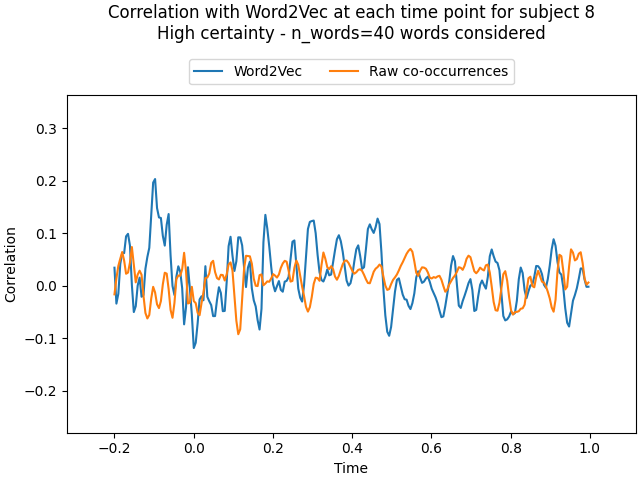 Correlation with Word2Vec at each time point for subject 8
High certainty - n_words=40 words considered
Word2Vec
Raw co-occurrences
Correlation
0.3
0.2
0.1
0.0
−0.1
−0.2
−0.2
0.0
0.2
0.4
0.6
0.8
1.0
Time